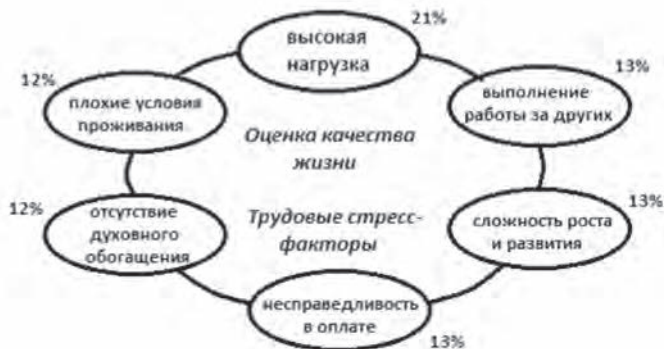 21%
высокая
нагрузка
13%
выполнение
работы за других
12%
плохие условия
проживания
Оценка качества
жизни
12%
отсутствие
духовного
обогащения
Трудовые стресс-
факторы
13%
сложность роста
и развития
несправедливость
в оплате
13%